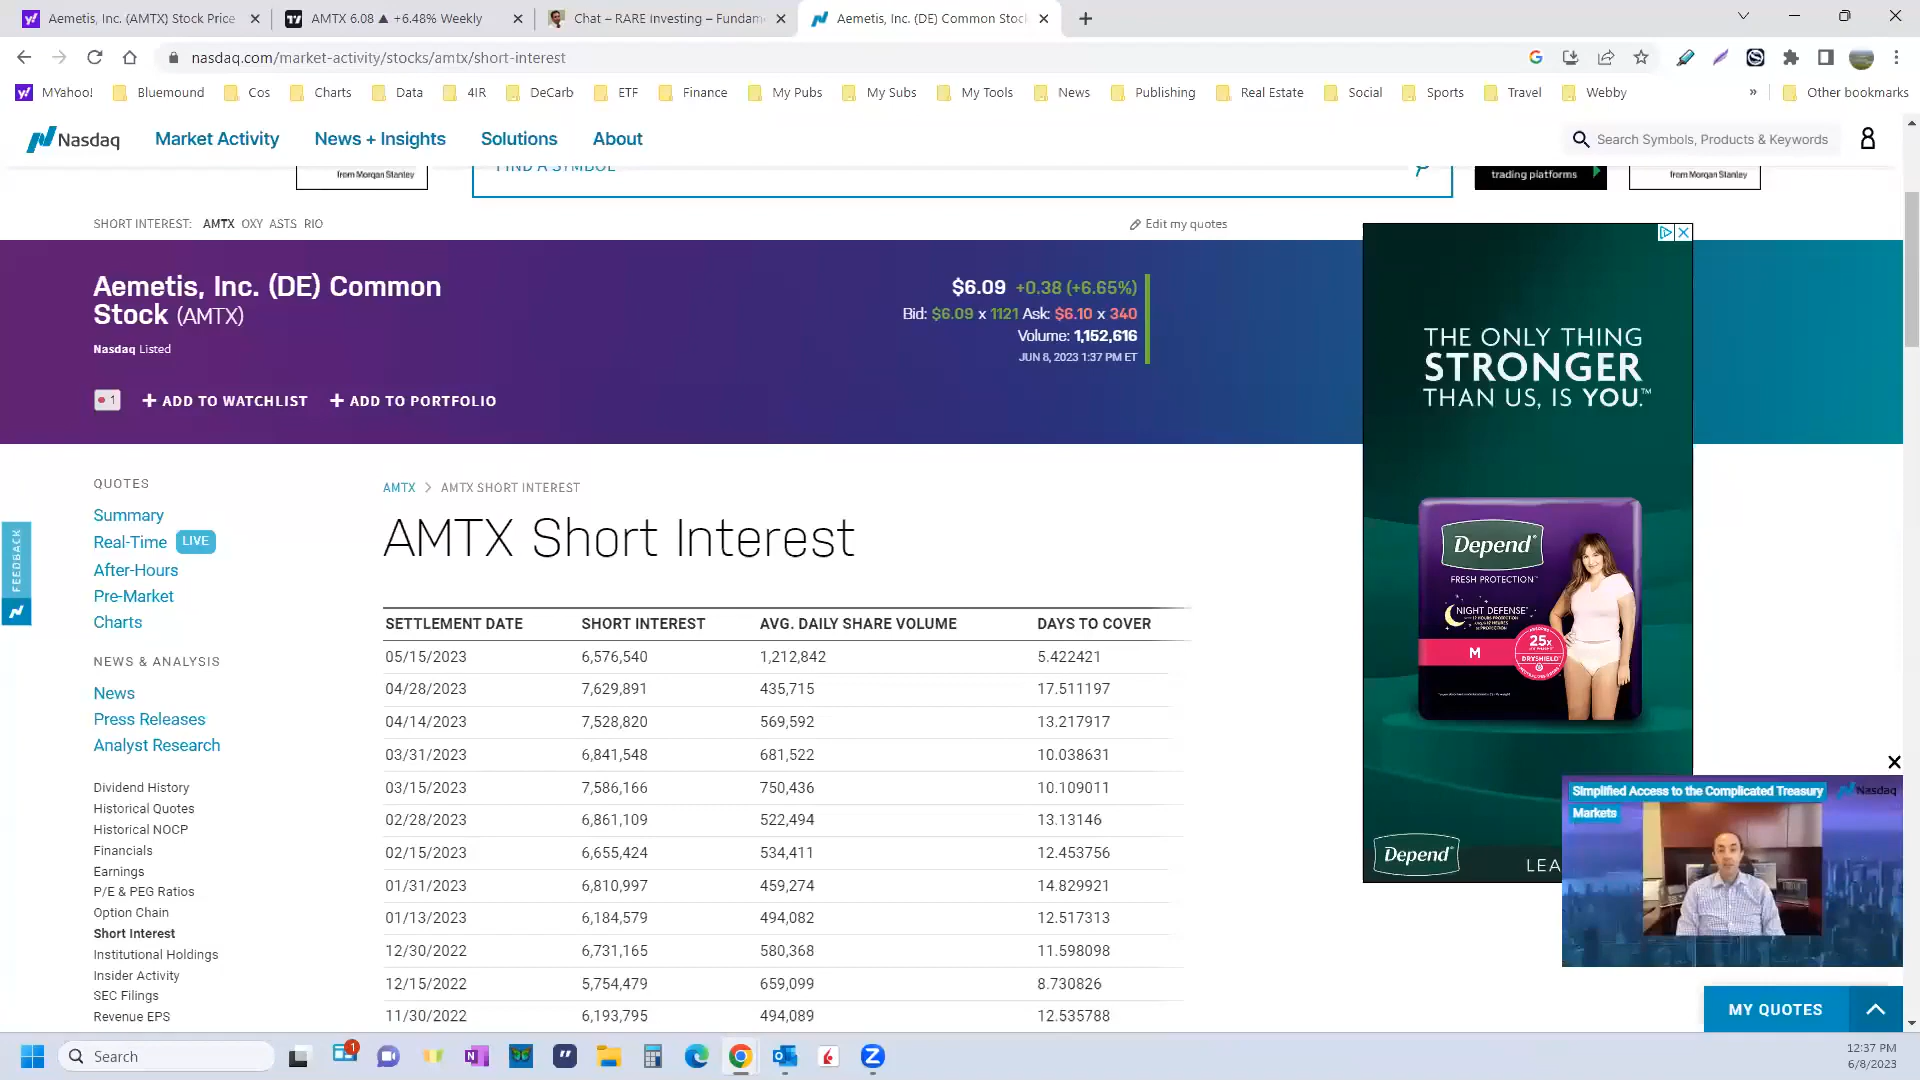 Aemetis, Inc. (AMTX) Stock Price
AMTX 6.08 ▲ +6.48% Weekly
Chat – RARE Investing – Fundam
Aemetis, Inc. (DE) Common Stoc
nasdaq.com/market-activity/stocks/amtx/short-interest
MYahoo!
Bluemound
Cos
Charts
Data
4IR
DeCarb
ETF
Finance
My Pubs
My Subs
My Tools
News
Publishing
Real Estate
Social
Sports
Travel
Webby
»
Other bookmarks
Nasdaq
Market Activity
News + Insights
Solutions
About
Search Symbols, Products & Keywords
from Morgan Stanley
FIND A SYMBOL
trading platforms
from Morgan Stanley
SHORT INTEREST: AMTX OXY ASTS RIO
Edit my quotes
Aemetis, Inc. (DE) Common
Stock (AMTX)
Nasdaq Listed
$6.09 +0.38 (+6.65%)
Bid: $6.09 x 1121 Ask: $6.10 x 340
Volume: 1,152,616
JUN 8, 2023 1:37 PM ET
1
+ ADD TO WATCHLIST
+ ADD TO PORTFOLIO
THE ONLY THING
STRONGER
THAN US, IS YOU.™
Depend®
FRESH PROTECTION™
NIGHT DEFENSE®
M
25x
DRYSHIELD
Depend®
LEA
FEEDBACK
QUOTES
Summary
Real-Time LIVE
After-Hours
Pre-Market
Charts
NEWS & ANALYSIS
News
Press Releases
Analyst Research
Dividend History
Historical Quotes
Historical NOCP
Financials
Earnings
P/E & PEG Ratios
Option Chain
Short Interest
Institutional Holdings
Insider Activity
SEC Filings
Revenue EPS
AMTX > AMTX SHORT INTEREST
AMTX Short Interest
SETTLEMENT DATE SHORT INTEREST AVG. DAILY SHARE VOLUME DAYS TO COVER
05/15/2023 6,576,540 1,212,842 5.422421
04/28/2023 7,629,891 435,715 17.511197
04/14/2023 7,528,820 569,592 13.217917
03/31/2023 6,841,548 681,522 10.038631
03/15/2023 7,586,166 750,436 10.109011
02/28/2023 6,861,109 522,494 13.13146
02/15/2023 6,655,424 534,411 12.453756
01/31/2023 6,810,997 459,274 14.829921
01/13/2023 6,184,579 494,082 12.517313
12/30/2022 6,731,165 580,368 11.598098
12/15/2022 5,754,479 659,099 8.730826
11/30/2022 6,193,795 494,089 12.535788
Simplified Access to the Complicated Treasury
Markets
Nasdaq
MY QUOTES
Search
1
12:37 PM
6/8/2023